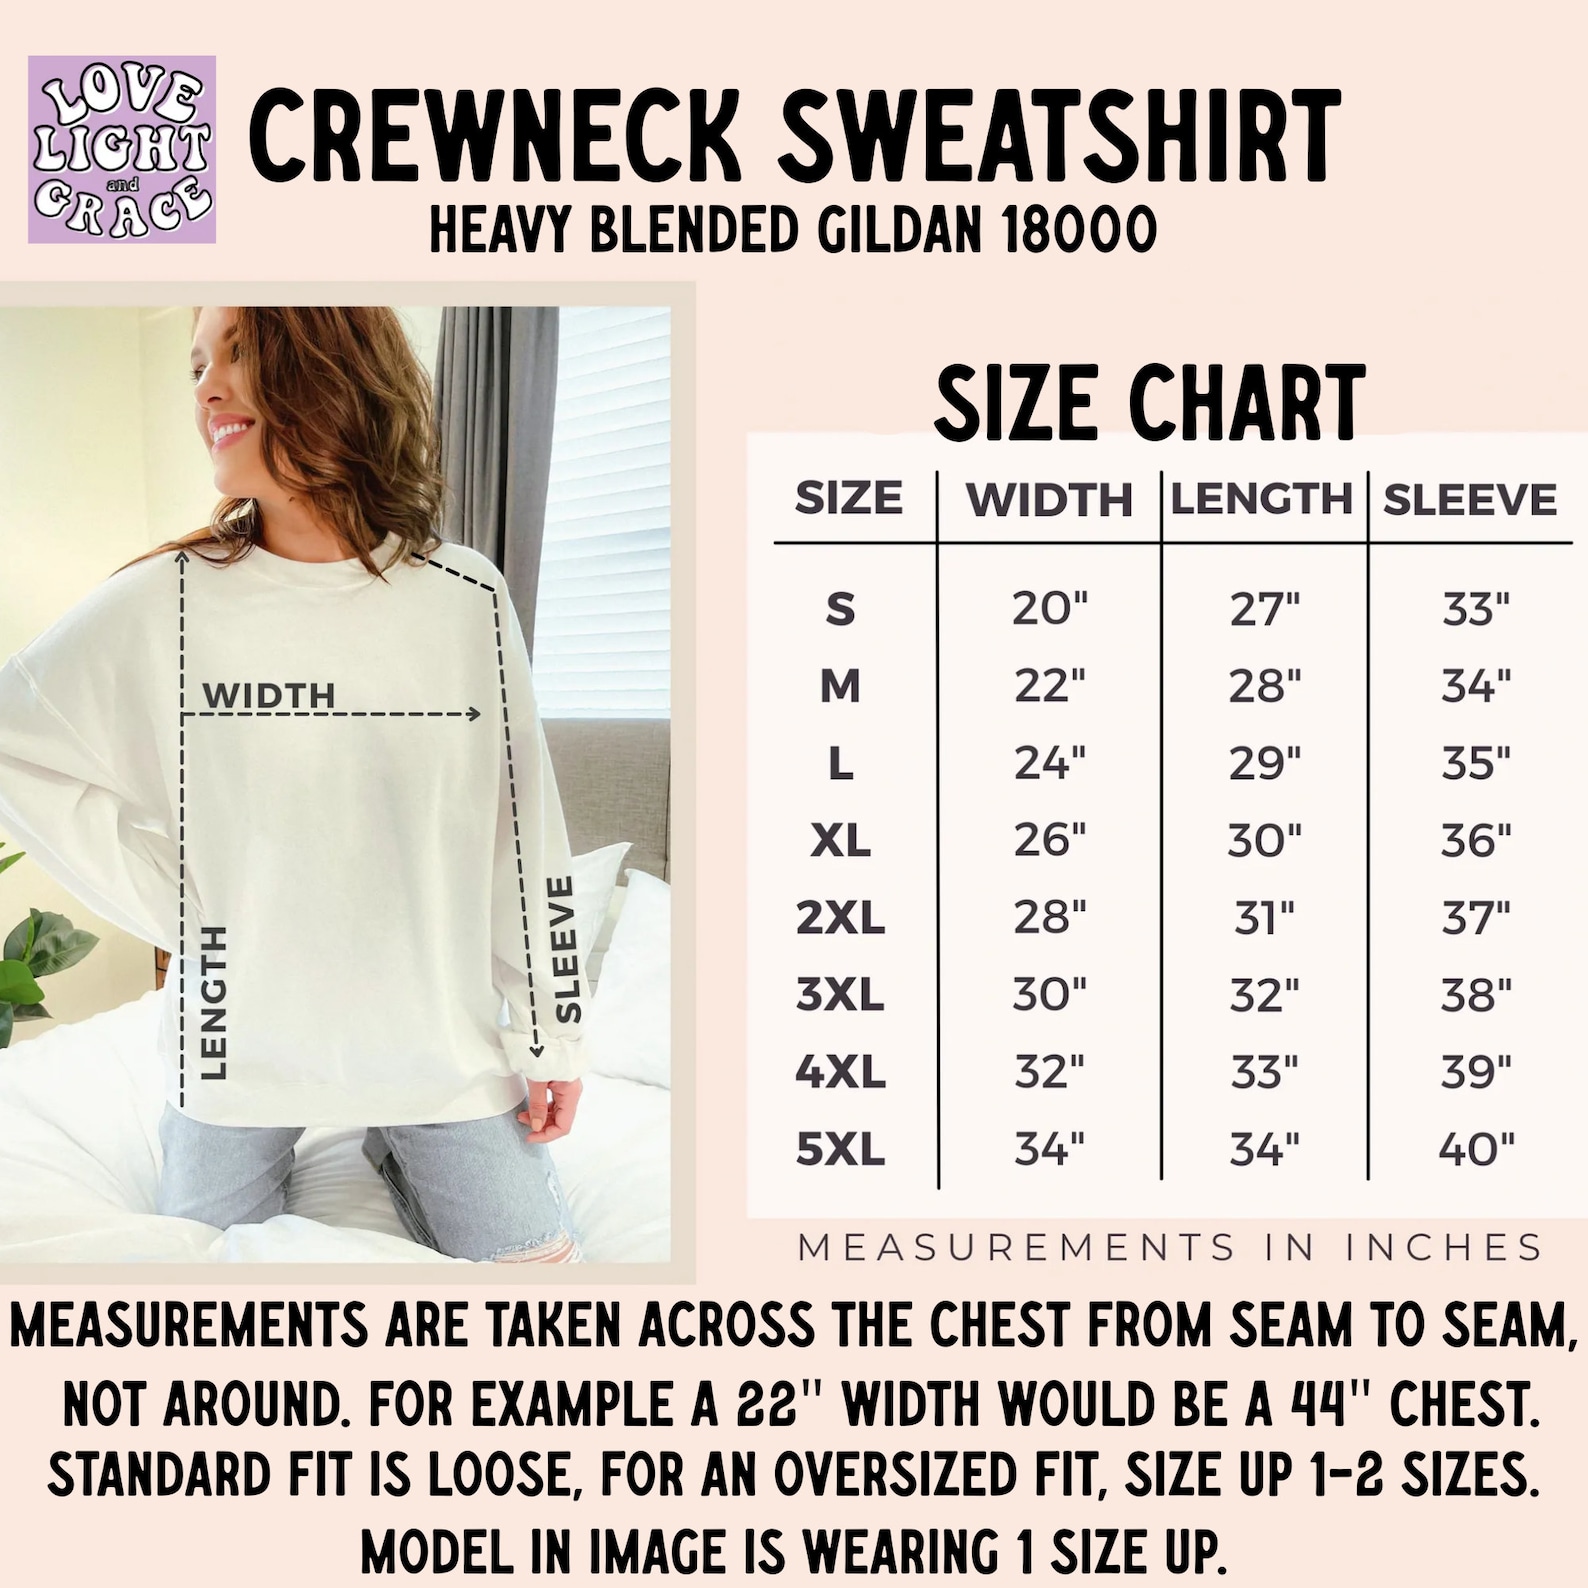 LOVE
LIGHT
and
GRACE
CREWNECK SWEATSHIRT
HEAVY BLENDED GILDAN 18000
WIDTH
LENGTH
SLEEVE
SIZE CHART
SIZE WIDTH LENGTH SLEEVE
S 20" 27" 33"
M 22" 28" 34"
L 24" 29" 35"
XL 26" 30" 36"
2XL 28" 31" 37"
3XL 30" 32" 38"
4XL 32" 33" 39"
5XL 34" 34" 40"
MEASUREMENTS IN INCHES
MEASUREMENTS ARE TAKEN ACROSS THE CHEST FROM SEAM TO SEAM,
NOT AROUND. FOR EXAMPLE A 22" WIDTH WOULD BE A 44" CHEST.
STANDARD FIT IS LOOSE, FOR AN OVERSIZED FIT, SIZE UP 1-2 SIZES.
MODEL IN IMAGE IS WEARING 1 SIZE UP.